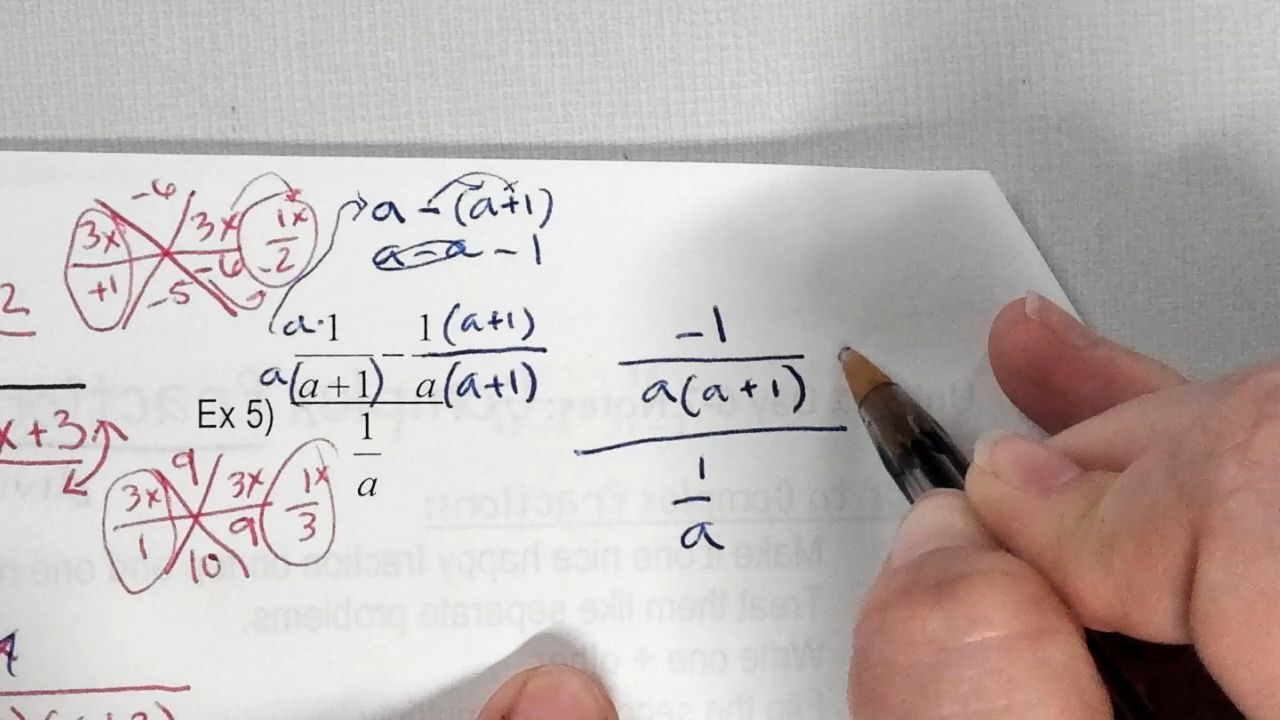 -6
3x 3x 1x
+1 -5 -6 -2
2
a - (a+1)
a - a - 1
a·1 - 1(a+1)
a(a+1) a(a+1)
Ex 5)
1
a
-1
a(a+1)
1
a
x+3
9
3x 3x 1x
1 10 9 3
4